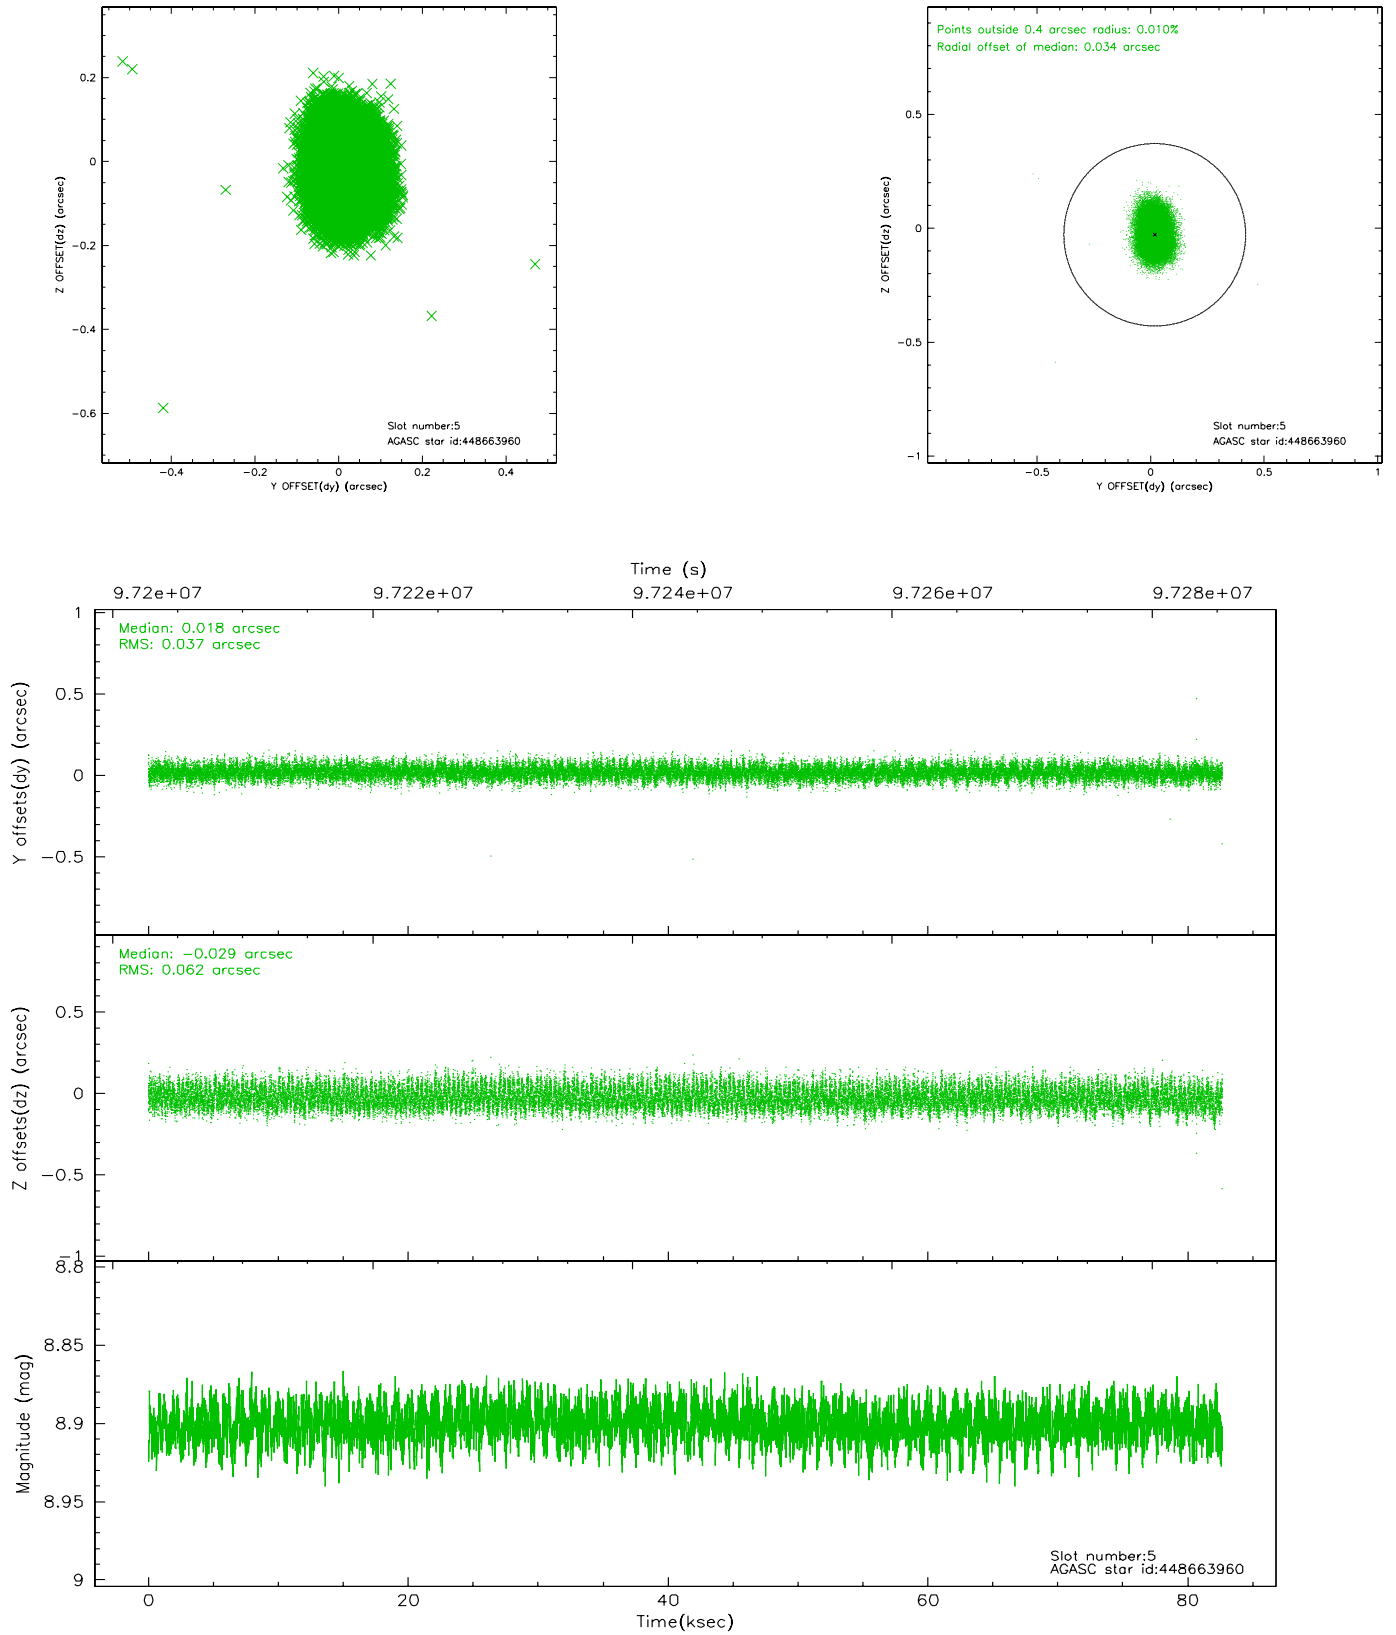 0.2
0
−0.2
−0.4
−0.6
Z OFFSET(dz) (arcsec)
Slot number:5
AGASC star id:448663960
−0.4
−0.2
0
0.2
0.4
Y OFFSET(dy) (arcsec)
Points outside 0.4 arcsec radius: 0.010%
Radial offset of median: 0.034 arcsec
0.5
0
−0.5
−1
Z OFFSET(dz) (arcsec)
Slot number:5
AGASC star id:448663960
−0.5
0
0.5
1
Y OFFSET(dy) (arcsec)
Time (s)
9.72e+07
9.722e+07
9.724e+07
9.726e+07
9.728e+07
Median: 0.018 arcsec
RMS: 0.037 arcsec
1
0.5
0
−0.5
Y offsets(dy) (arcsec)
Median: −0.029 arcsec
RMS: 0.062 arcsec
0.5
0
−0.5
−1
Z offsets(dz) (arcsec)
8.8
8.85
8.9
8.95
9
Magnitude (mag)
Slot number:5
AGASC star id:448663960
0
20
40
60
80
Time(ksec)